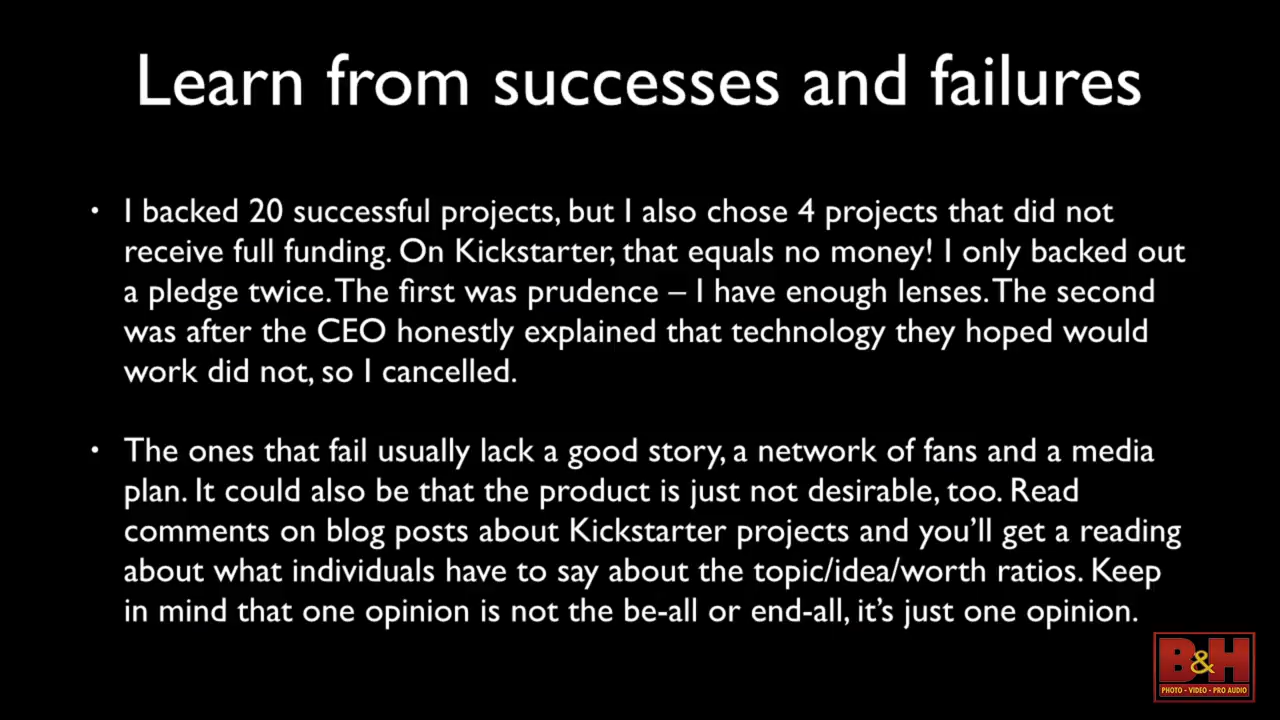 Learn from successes and failures
• I backed 20 successful projects, but I also chose 4 projects that did not
receive full funding. On Kickstarter, that equals no money! I only backed out
a pledge twice. The first was prudence – I have enough lenses. The second
was after the CEO honestly explained that technology they hoped would
work did not, so I cancelled.
• The ones that fail usually lack a good story, a network of fans and a media
plan. It could also be that the product is just not desirable, too. Read
comments on blog posts about Kickstarter projects and you’ll get a reading
about what individuals have to say about the topic/idea/worth ratios. Keep
in mind that one opinion is not the be-all or end-all, it’s just one opinion.
B&H
PHOTO - VIDEO - PRO AUDIO